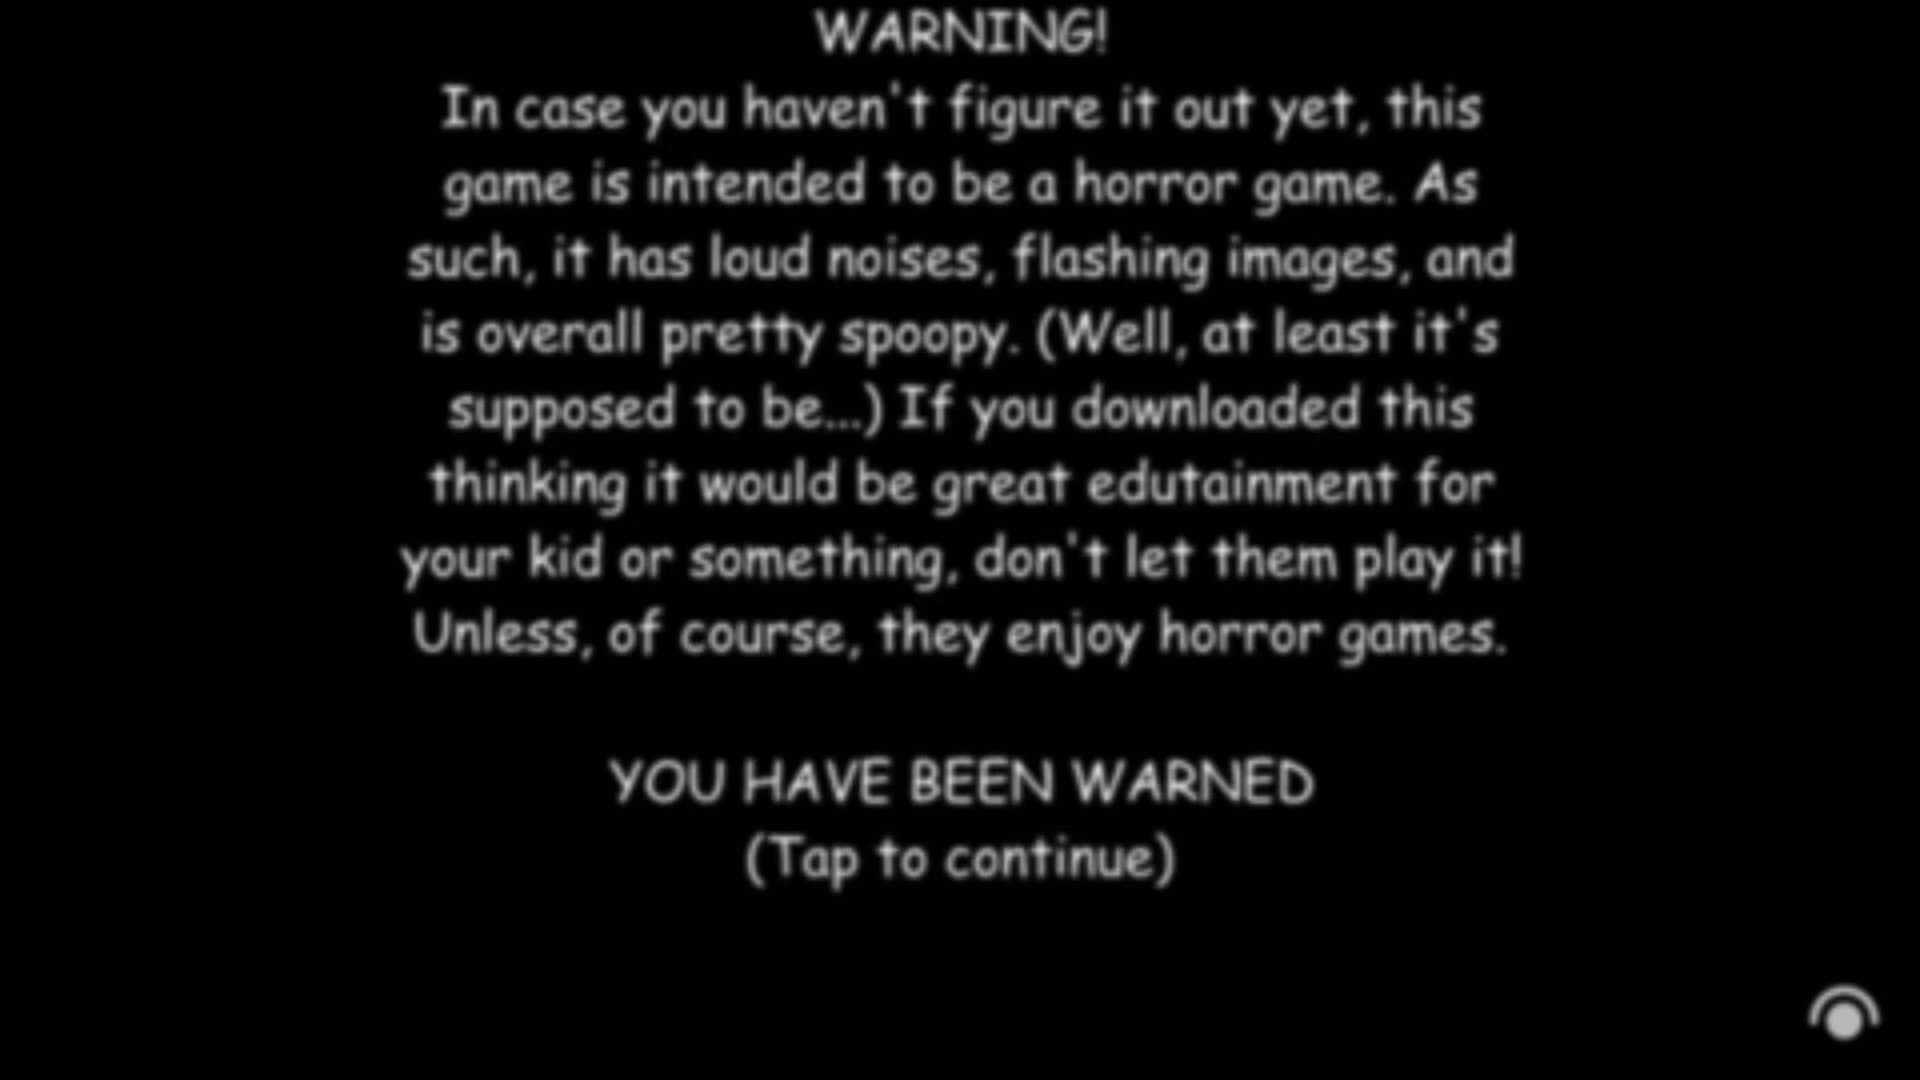 WARNING!
In case you haven't figure it out yet, this
game is intended to be a horror game. As
such, it has loud noises, flashing images, and
is overall pretty spoopy. (Well, at least it's
supposed to be...) If you downloaded this
thinking it would be great edutainment for
your kid or something, don't let them play it!
Unless, of course, they enjoy horror games.
YOU HAVE BEEN WARNED
(Tap to continue)